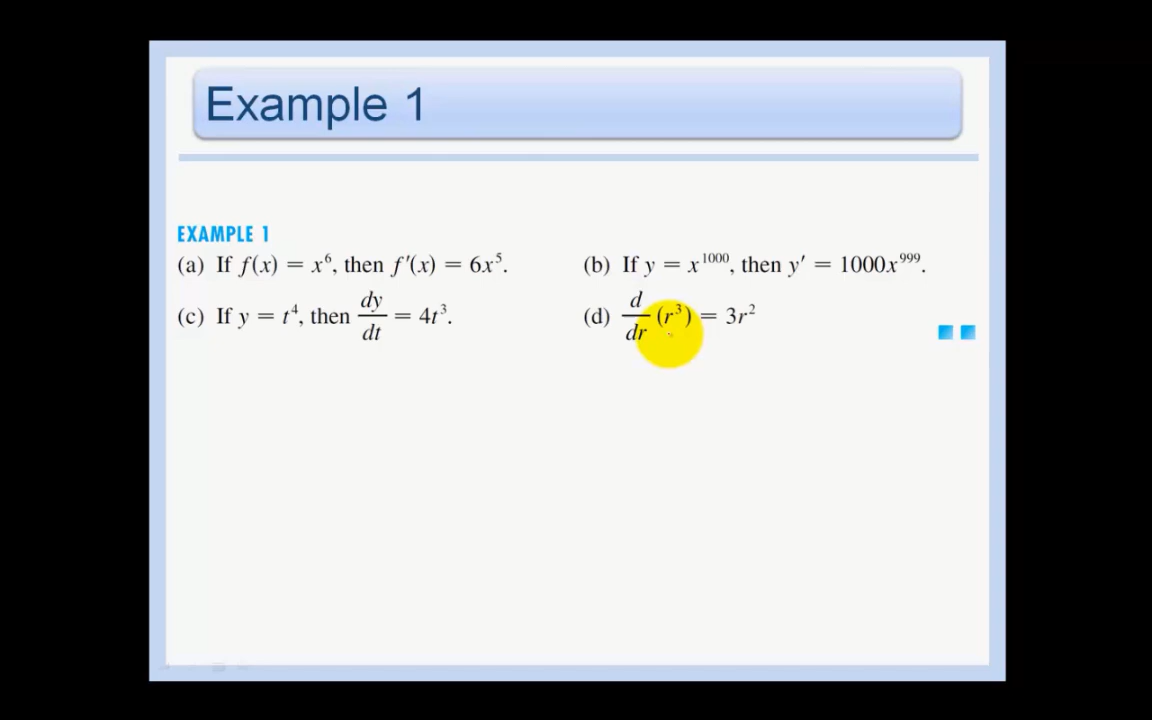 Example 1
EXAMPLE 1
(a) If f(x) = x⁶, then f′(x) = 6x⁵.
(b) If y = x¹⁰⁰⁰, then y′ = 1000x⁹⁹⁹.
(c) If y = t⁴, then dy/dt = 4t³.
(d) d/dr (r³) = 3r²